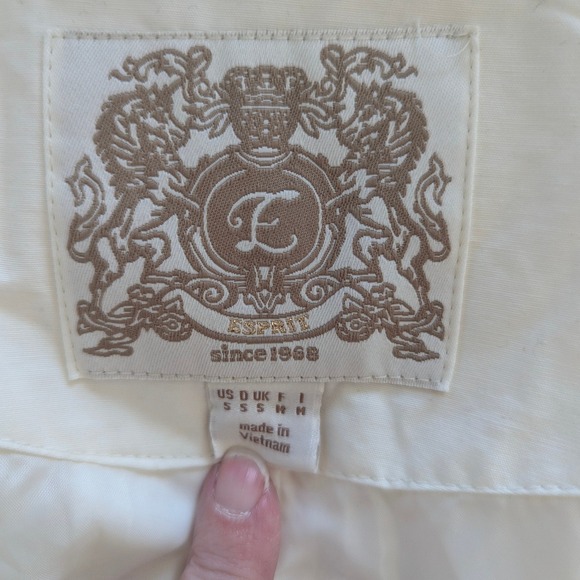 E
ESPRIT
since 1968
US D UK F I
S S S M M
made in
Vietnam